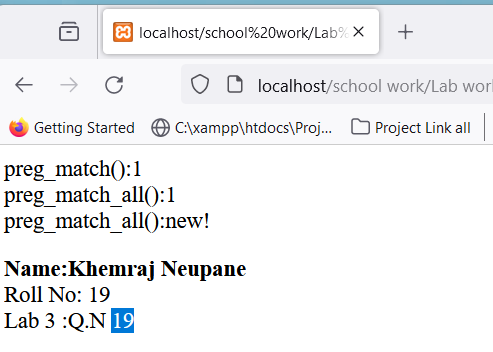 localhost/school%20work/Lab%
localhost/school work/Lab wor
Getting Started
C:\xampp\htdocs\Proj...
Project Link all
preg_match():1
preg_match_all():1
preg_match_all():new!
Name:Khemraj Neupane
Roll No: 19
Lab 3 :Q.N 19